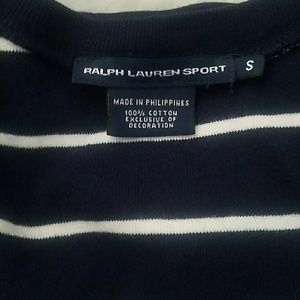 RALPH LAUREN SPORT S
MADE IN PHILIPPINES
100% COTTON
EXCLUSIVE OF
DECORATION